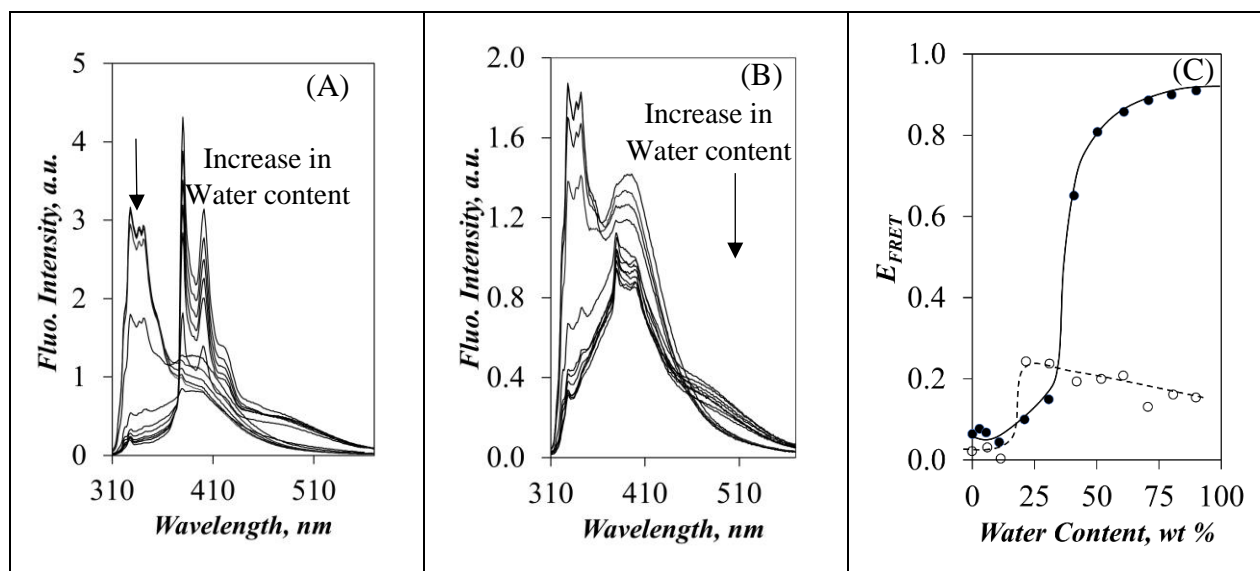 (A)
Increase in
Water content
Fluo. Intensity, a.u.
5
4
3
2
1
0
310
410
510
Wavelength, nm
(B)
Increase in
Water content
Fluo. Intensity, a.u.
2.0
1.6
1.2
0.8
0.4
0.0
310
410
510
Wavelength, nm
(C)
E_FRET
1.0
0.8
0.6
0.4
0.2
0.0
0
25
50
75
100
Water Content, wt %